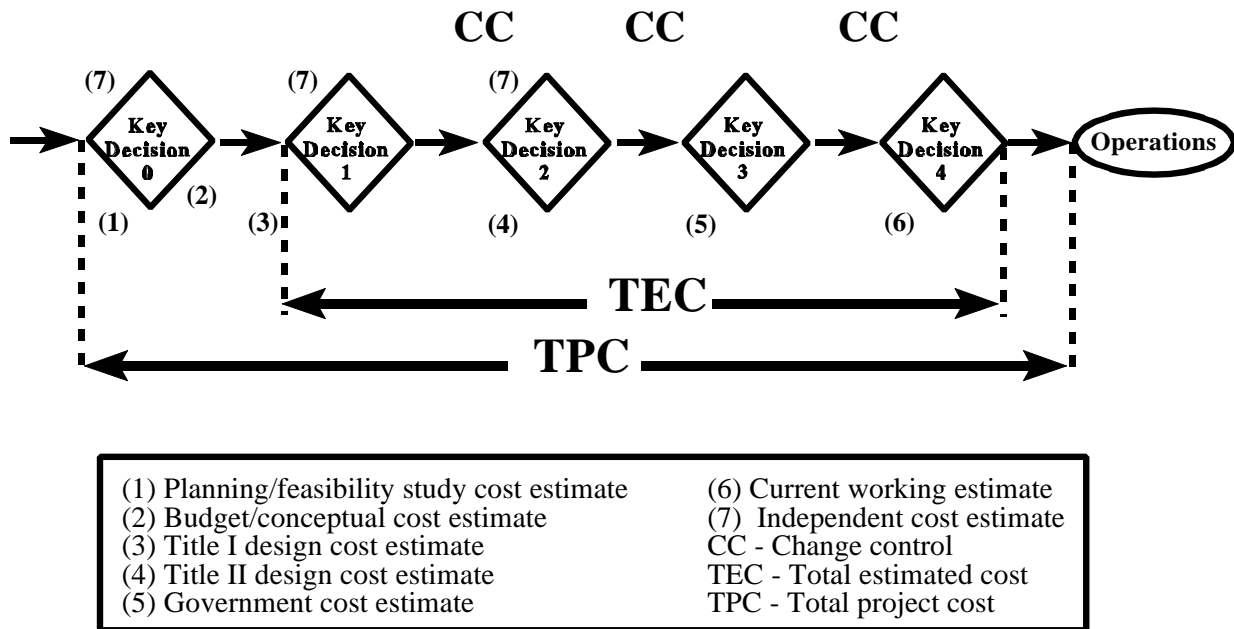 CC CC CC
(7) (7) (7)
Key Decision 0
Key Decision 1
Key Decision 2
Key Decision 3
Key Decision 4
Operations
(1) (2) (3) (4) (5) (6)
TEC
TPC
(1) Planning/feasibility study cost estimate
(2) Budget/conceptual cost estimate
(3) Title I design cost estimate
(4) Title II design cost estimate
(5) Government cost estimate
(6) Current working estimate
(7) Independent cost estimate
CC - Change control
TEC - Total estimated cost
TPC - Total project cost